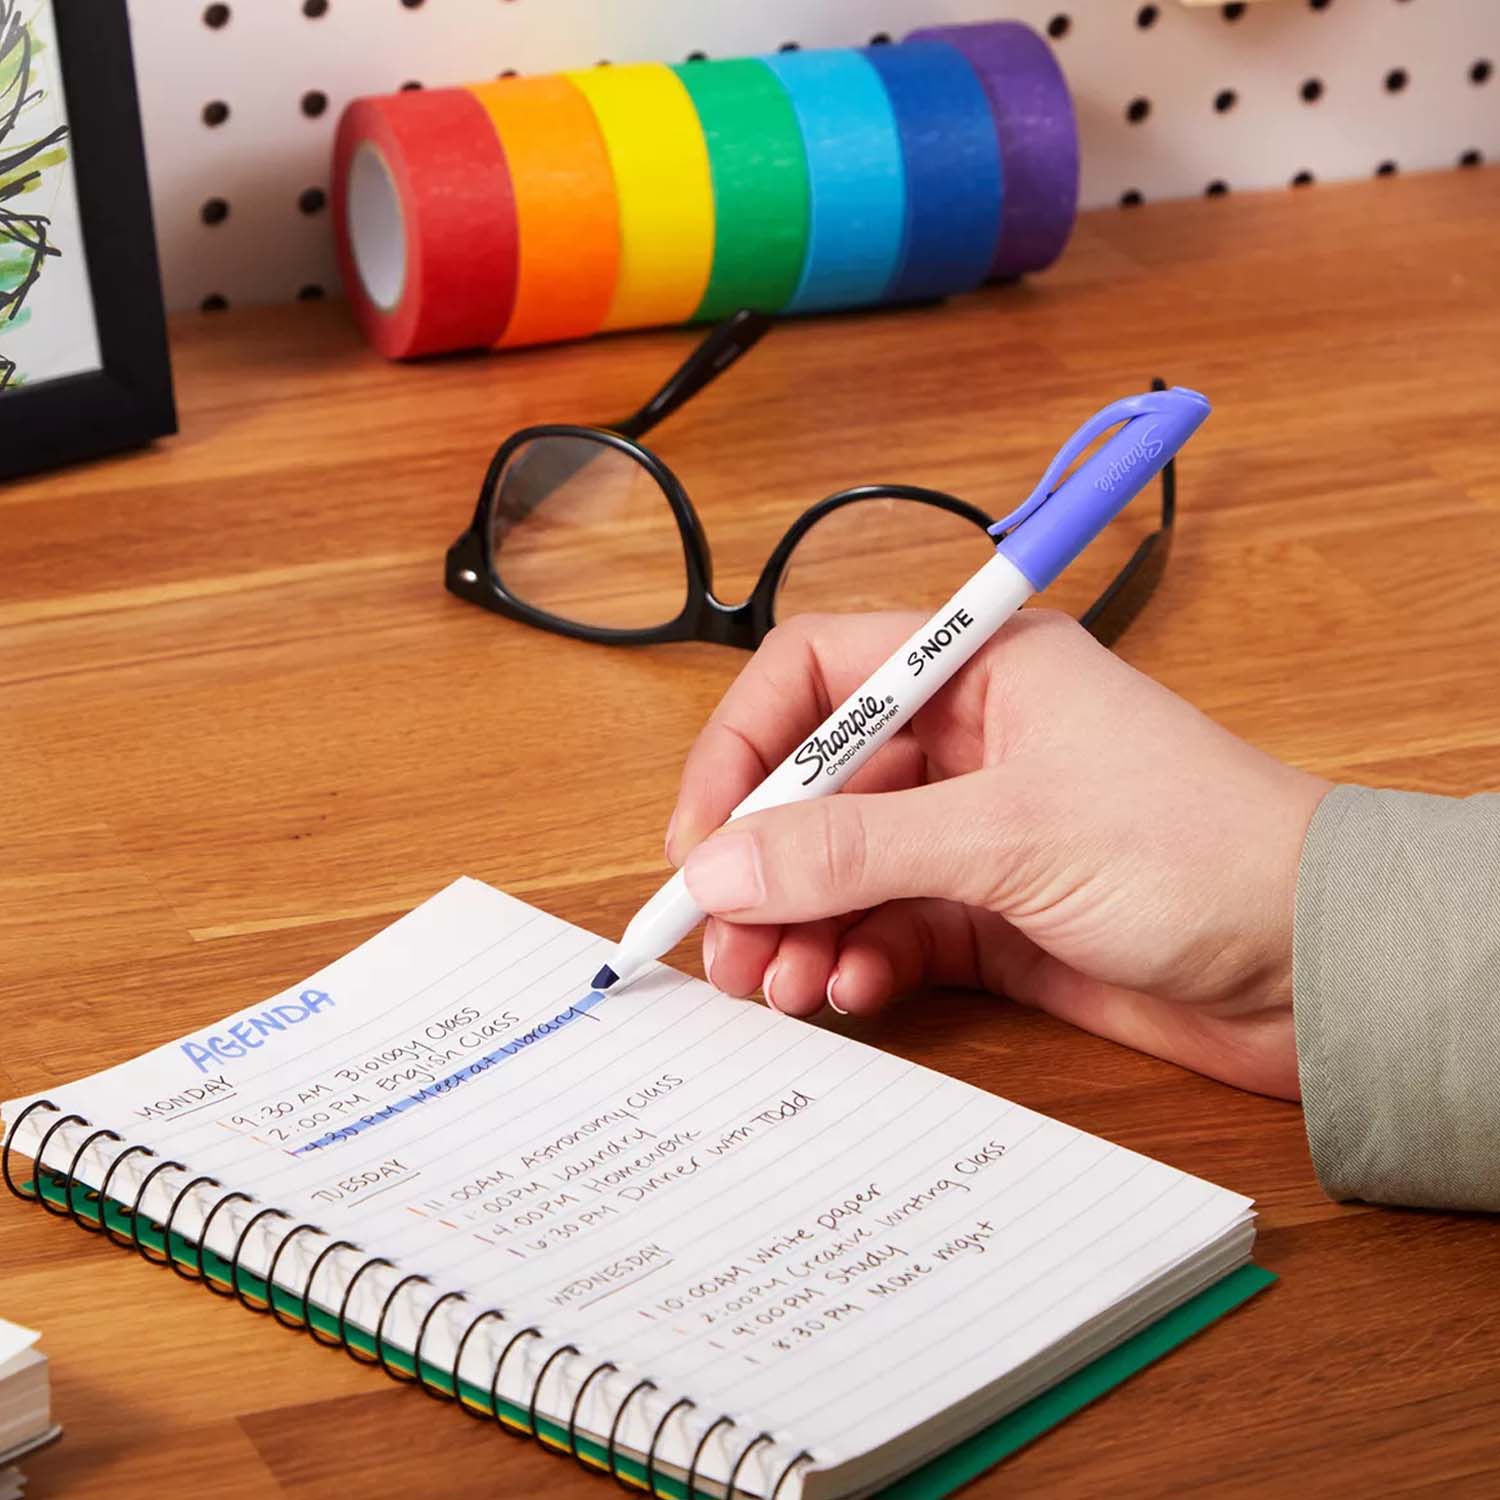 Sharpie
S·NOTE
Sharpie®
Creative Marker
AGENDA
MONDAY
9:30 AM Biology Class
2:00 PM English Class
4:30 PM Meet at Library
TUESDAY
11:00AM Astronomy Class
1:00PM Laundry
4:00PM Homework
6:30 PM Dinner with Todd
WEDNESDAY
10:00AM Write paper
2:00PM Creative Writing Class
4:00PM Study
8:30 PM Movie night